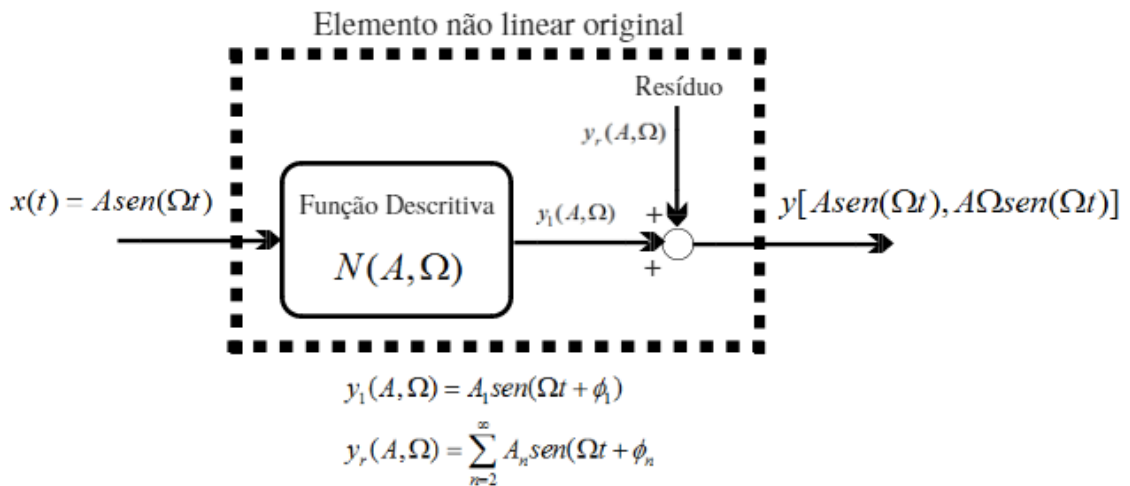 Elemento não linear original
Resíduo
y_r(A,Ω)
x(t) = Asen(Ωt)
Função Descritiva
N(A,Ω)
y_1(A,Ω)
+
+
y[Asen(Ωt), AΩsen(Ωt)]
y_1(A,Ω) = A_1sen(Ωt + ϕ_1)
y_r(A,Ω) = ∑_{n=2}^{∞} A_nsen(Ωt + ϕ_n